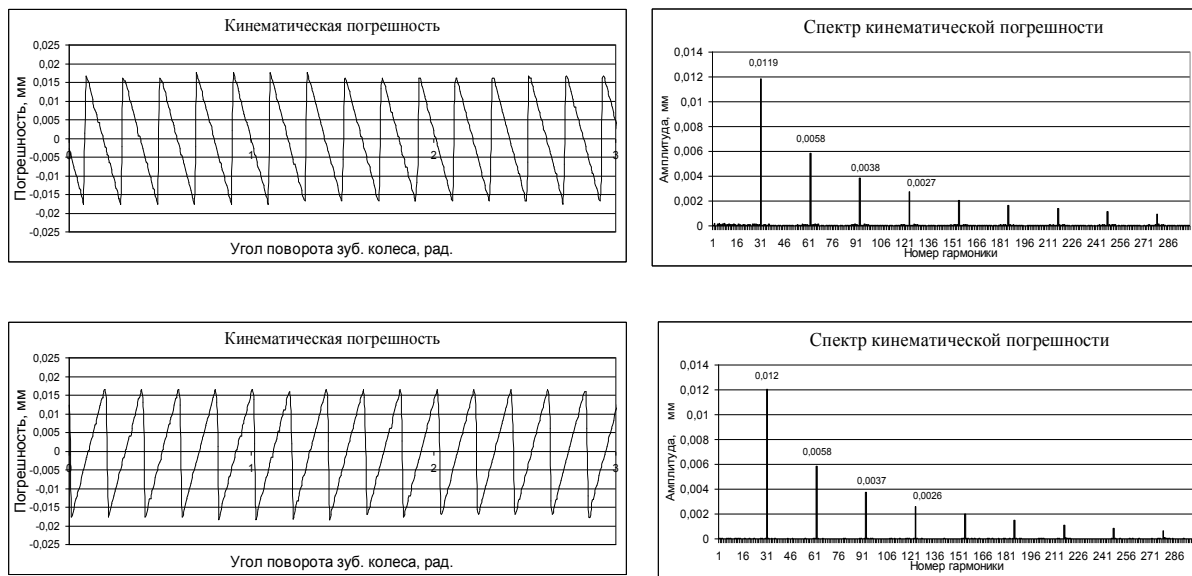 Кинематическая погрешность
Погрешность, мм
0,025
0,02
0,015
0,01
0,005
0
-0,005
-0,01
-0,015
-0,02
-0,025
0 1 2 3
Угол поворота зуб. колеса, рад.
Спектр кинематической погрешности
Амплитуда, мм
0,014
0,012
0,01
0,008
0,006
0,004
0,002
0
0,0119
0,0058
0,0038
0,0027
1 16 31 46 61 76 91 106 121 136 151 166 181 196 211 226 241 256 271 286
Номер гармоники
Кинематическая погрешность
Погрешность, мм
0,025
0,02
0,015
0,01
0,005
0
-0,005
-0,01
-0,015
-0,02
-0,025
0 1 2 3
Угол поворота зуб. колеса, рад.
Спектр кинематической погрешности
Амплитуда, мм
0,014
0,012
0,01
0,008
0,006
0,004
0,002
0
0,012
0,0058
0,0037
0,0026
1 16 31 46 61 76 91 106 121 136 151 166 181 196 211 226 241 256 271 286
Номер гармоники